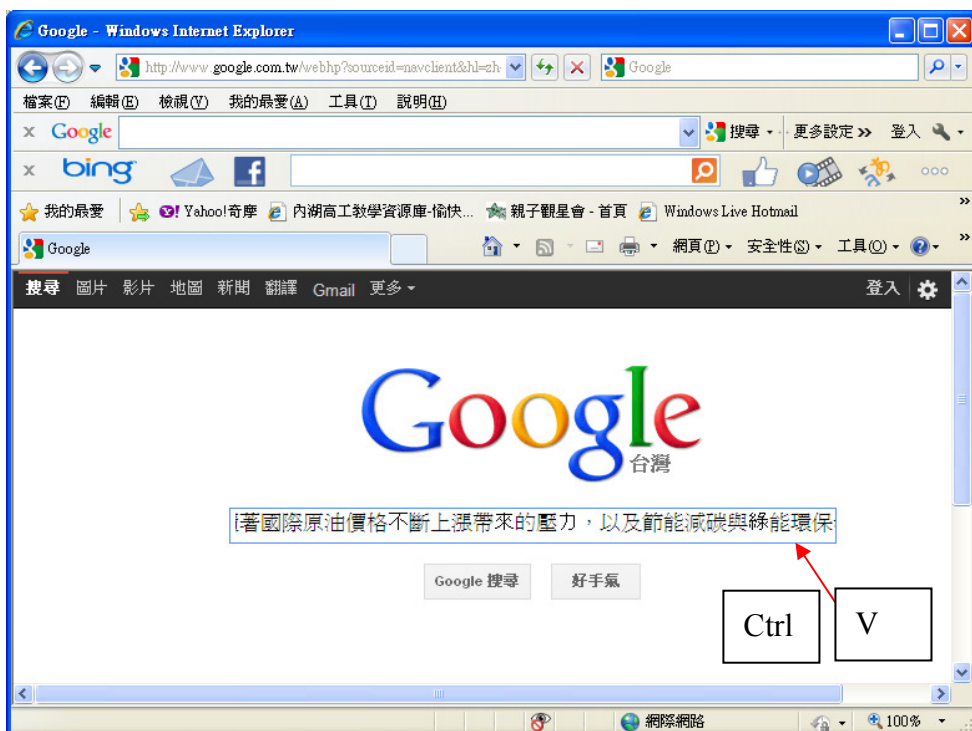 Google - Windows Internet Explorer
http://www.google.com.tw/webhp?sourceid=navclient&hl=zh- Google
檔案(F) 編輯(E) 檢視(V) 我的最愛(A) 工具(T) 說明(H)
x Google 搜尋 更多設定 >> 登入
x bing f
我的最愛 Yahoo!奇摩 內湖高工教學資源庫-愉快... 親子觀星會 - 首頁 Windows Live Hotmail »
Google 網頁(P) 安全性(S) 工具(O) »
搜尋 圖片 影片 地圖 新聞 翻譯 Gmail 更多 登入
Google
台灣
著國際原油價格不斷上漲帶來的壓力，以及節能減碳與綠能環保
Google 搜尋 好手氣
Ctrl V
網際網路 100%